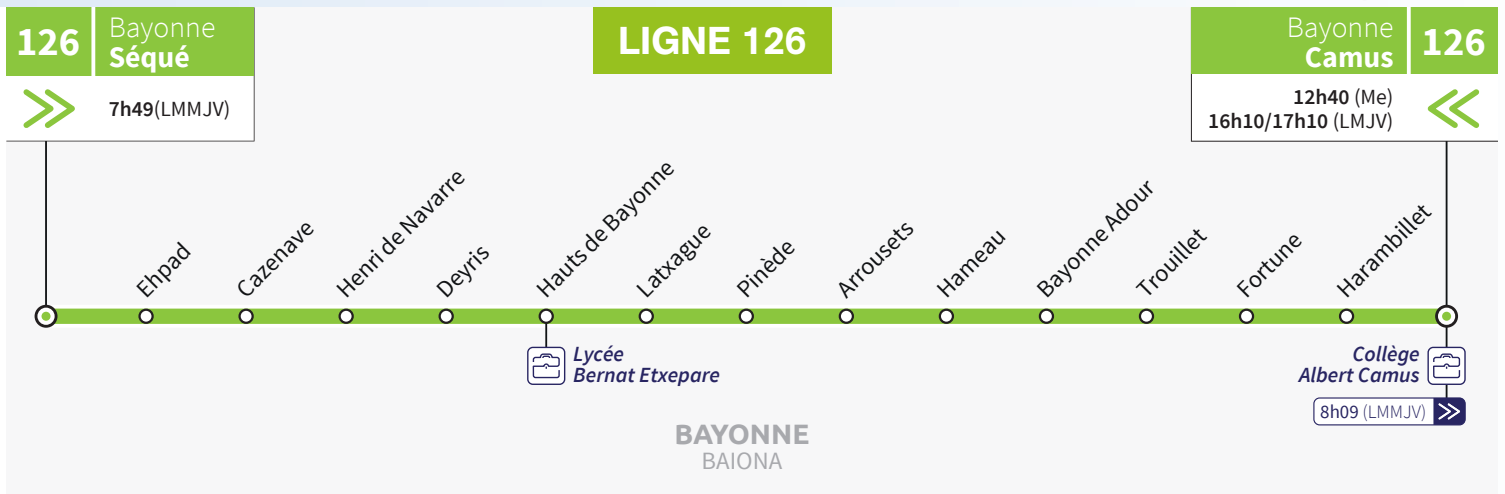 126
Bayonne
Séqué
7h49(LMMJV)
LIGNE 126
Bayonne
Camus
126
12h40 (Me)
16h10/17h10 (LMJV)
Ehpad
Cazenave
Henri de Navarre
Deyris
Hauts de Bayonne
Latxague
Pinède
Arrousets
Hameau
Bayonne Adour
Trouillet
Fortune
Harambillet
Lycée
Bernat Etxepare
Collège
Albert Camus
8h09 (LMMJV)
BAYONNE
BAIONA